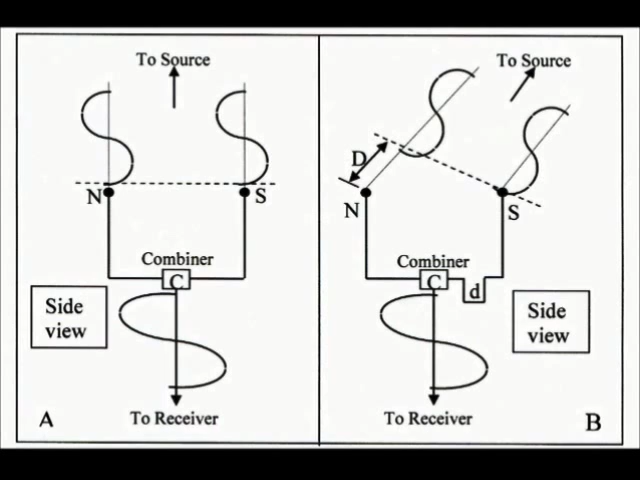 To Source
N
S
Combiner
C
Side
view
To Receiver
A
To Source
D
N
S
Combiner
C
d
Side
view
To Receiver
B